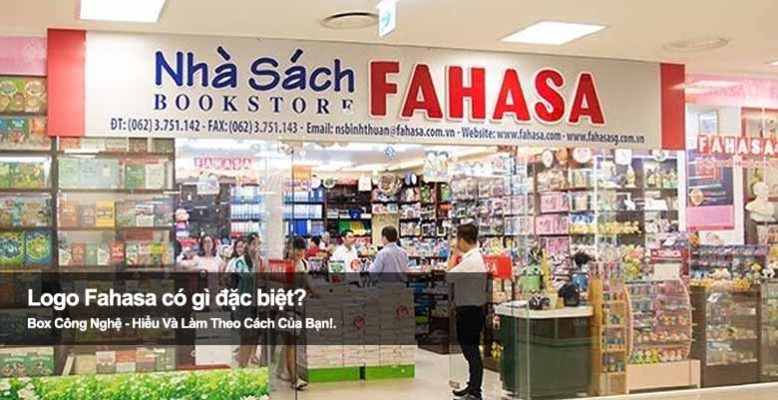 Nhà Sách
BOOKSTORE
FAHASA
ĐT: (062) 3.751.142 - FAX: (062) 3.751.143 - Email: nsbinhthuan@fahasa.com.vn - Website: www.fahasa.com - www.fahasasg.com.vn
FAHASA
FAHASA
TOMICA
Logo Fahasa có gì đặc biệt?
Box Công Nghệ - Hiểu Và Làm Theo Cách Của Bạn!.